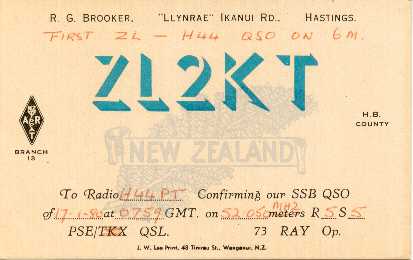 R. G. BROOKER, "LLYNRAE" IKANUI RD., HASTINGS.
FIRST ZL — H44 QSO ON 6M.
ZL2KT
NZART
BRANCH
13
H.B.
COUNTY
NEW ZEALAND
To Radio H44PT Confirming our SSB QSO
of 17-1-80 at 0759 GMT. on 52.050 MHZ meters R 5 S 5
PSE/TKX QSL. 73 RAY Op.
J. W. Lee Print, 48 Timaru St., Wanganui, N.Z.